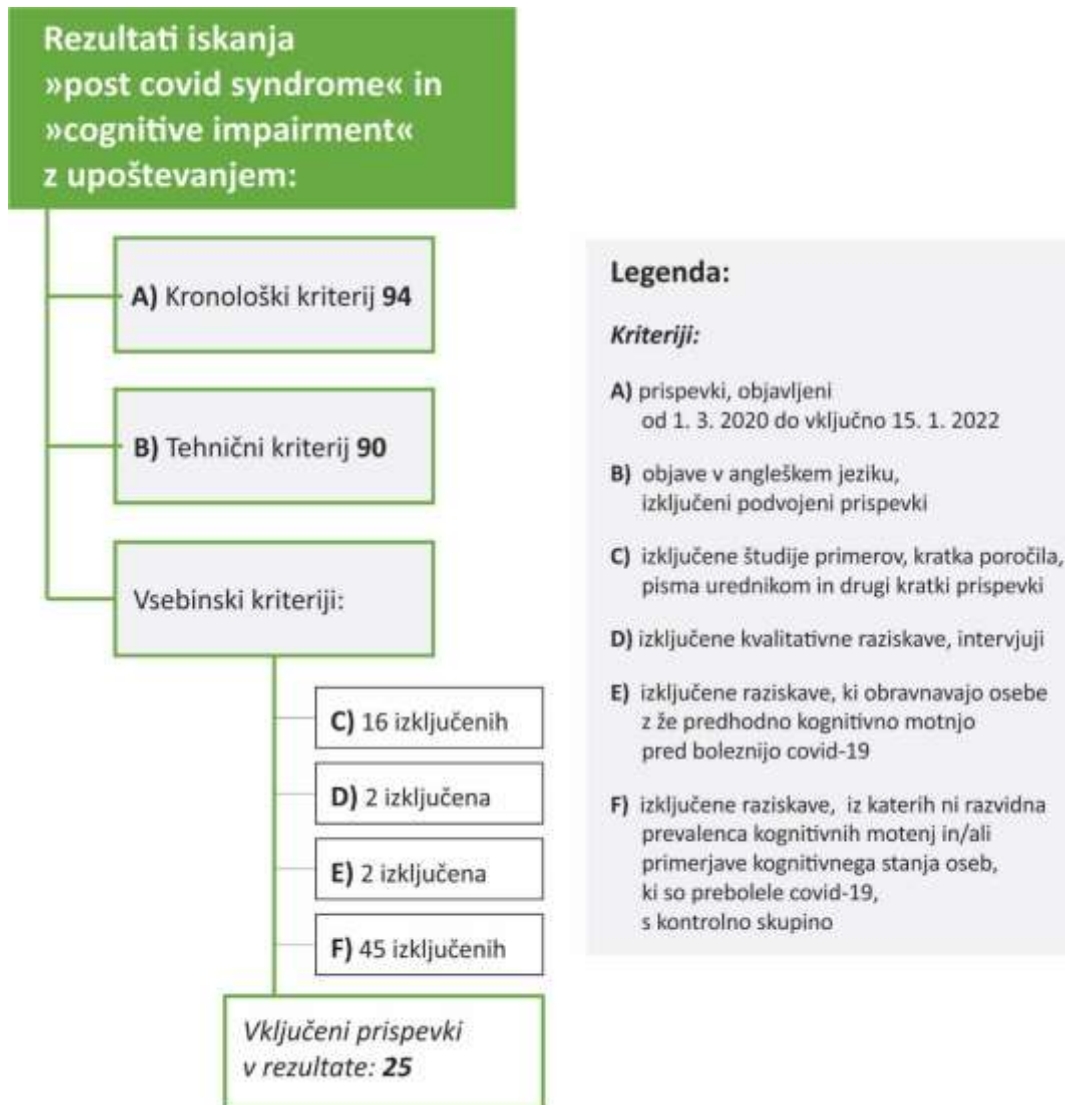 Rezultati iskanja
»post covid syndrome« in
»cognitive impairment«
z upoštevanjem:
A) Kronološki kriterij 94
B) Tehnični kriterij 90
Vsebinski kriteriji:
C) 16 izključenih
D) 2 izključena
E) 2 izključena
F) 45 izključenih
Vključeni prispevki
v rezultate: 25
Legenda:
Kriteriji:
A) prispevki, objavljeni
od 1. 3. 2020 do vključno 15. 1. 2022
B) objave v angleškem jeziku,
izključeni podvojeni prispevki
C) izključene študije primerov, kratka poročila,
pisma urednikom in drugi kratki prispevki
D) izključene kvalitativne raziskave, intervjuji
E) izključene raziskave, ki obravnavajo osebe
z že predhodno kognitivno motnjo
pred boleznijo covid-19
F) izključene raziskave, iz katerih ni razvidna
prevalenca kognitivnih motenj in/ali
primerjave kognitivnega stanja oseb,
ki so prebolele covid-19,
s kontrolno skupino